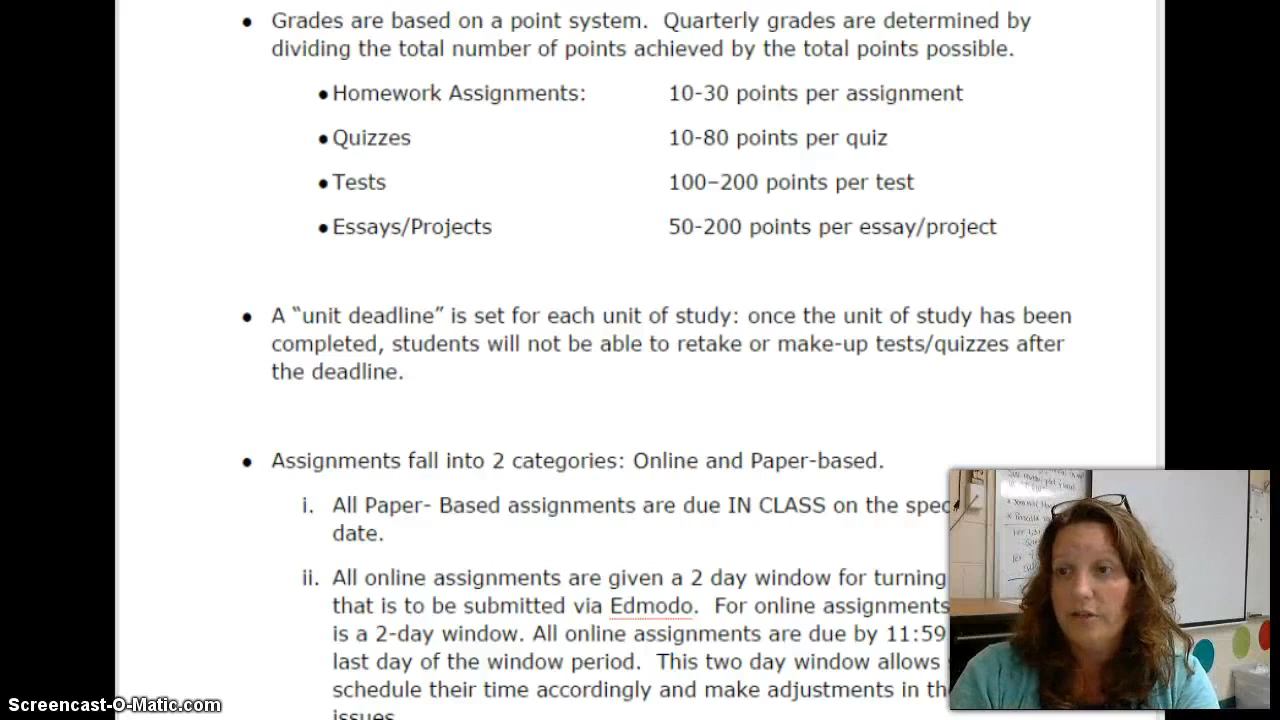 • Grades are based on a point system. Quarterly grades are determined by
dividing the total number of points achieved by the total points possible.
• Homework Assignments: 10-30 points per assignment
• Quizzes 10-80 points per quiz
• Tests 100–200 points per test
• Essays/Projects 50-200 points per essay/project
• A “unit deadline” is set for each unit of study: once the unit of study has been
completed, students will not be able to retake or make-up tests/quizzes after
the deadline.
• Assignments fall into 2 categories: Online and Paper-based.
i. All Paper- Based assignments are due IN CLASS on the spec
date.
ii. All online assignments are given a 2 day window for turning
that is to be submitted via Edmodo. For online assignments
is a 2-day window. All online assignments are due by 11:59
last day of the window period. This two day window allows
schedule their time accordingly and make adjustments in th
issues
Screencast-O-Matic.com